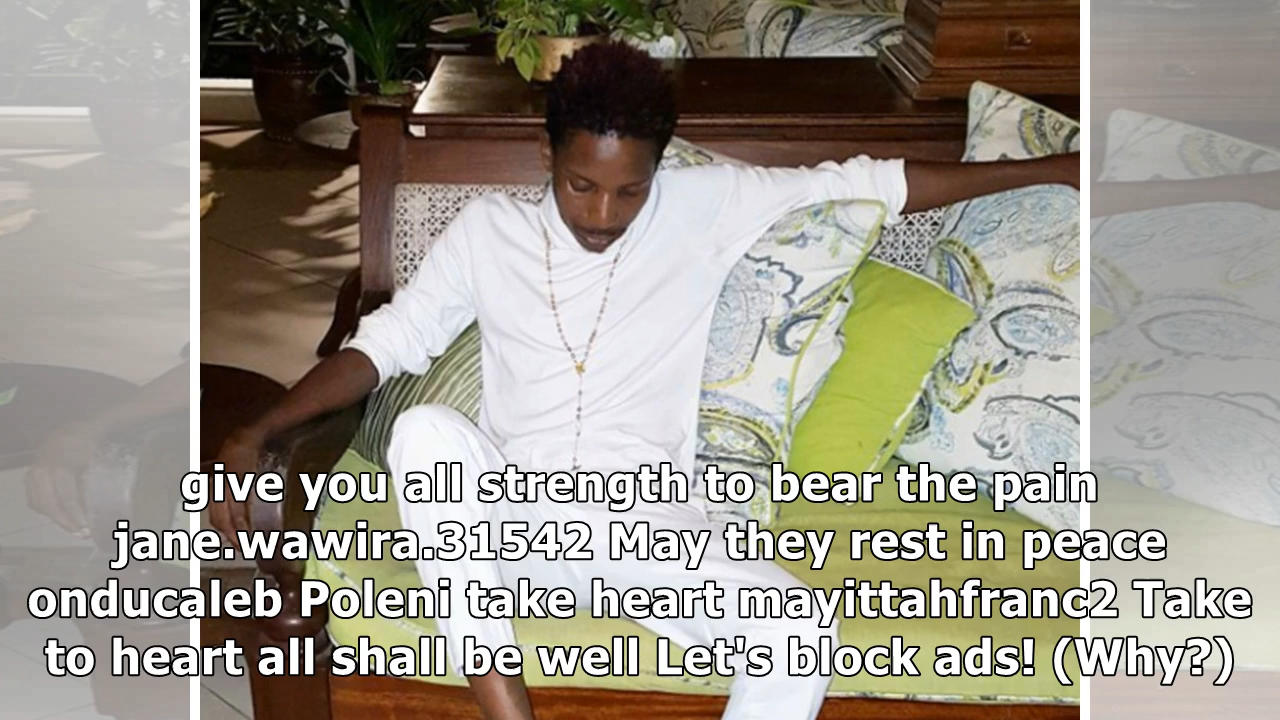 give you all strength to bear the pain
jane.wawira.31542 May they rest in peace
onducaleb Poleni take heart mayittahfranc2 Take
to heart all shall be well Let's block ads! (Why?)